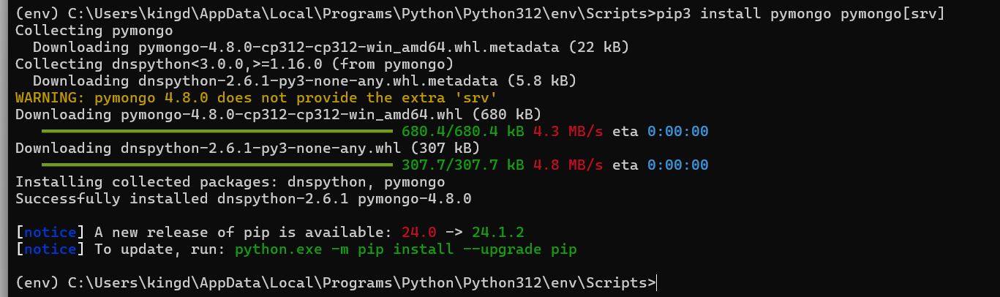 (env) C:\Users\kingd\AppData\Local\Programs\Python\Python312\env\Scripts>pip3 install pymongo pymongo[srv]
Collecting pymongo
  Downloading pymongo-4.8.0-cp312-cp312-win_amd64.whl.metadata (22 kB)
Collecting dnspython<3.0.0,>=1.16.0 (from pymongo)
  Downloading dnspython-2.6.1-py3-none-any.whl.metadata (5.8 kB)
WARNING: pymongo 4.8.0 does not provide the extra 'srv'
Downloading pymongo-4.8.0-cp312-cp312-win_amd64.whl (680 kB)
680.4/680.4 kB 4.3 MB/s eta 0:00:00
Downloading dnspython-2.6.1-py3-none-any.whl (307 kB)
307.7/307.7 kB 4.8 MB/s eta 0:00:00
Installing collected packages: dnspython, pymongo
Successfully installed dnspython-2.6.1 pymongo-4.8.0
[notice] A new release of pip is available: 24.0 -> 24.1.2
[notice] To update, run: python.exe -m pip install --upgrade pip
(env) C:\Users\kingd\AppData\Local\Programs\Python\Python312\env\Scripts>